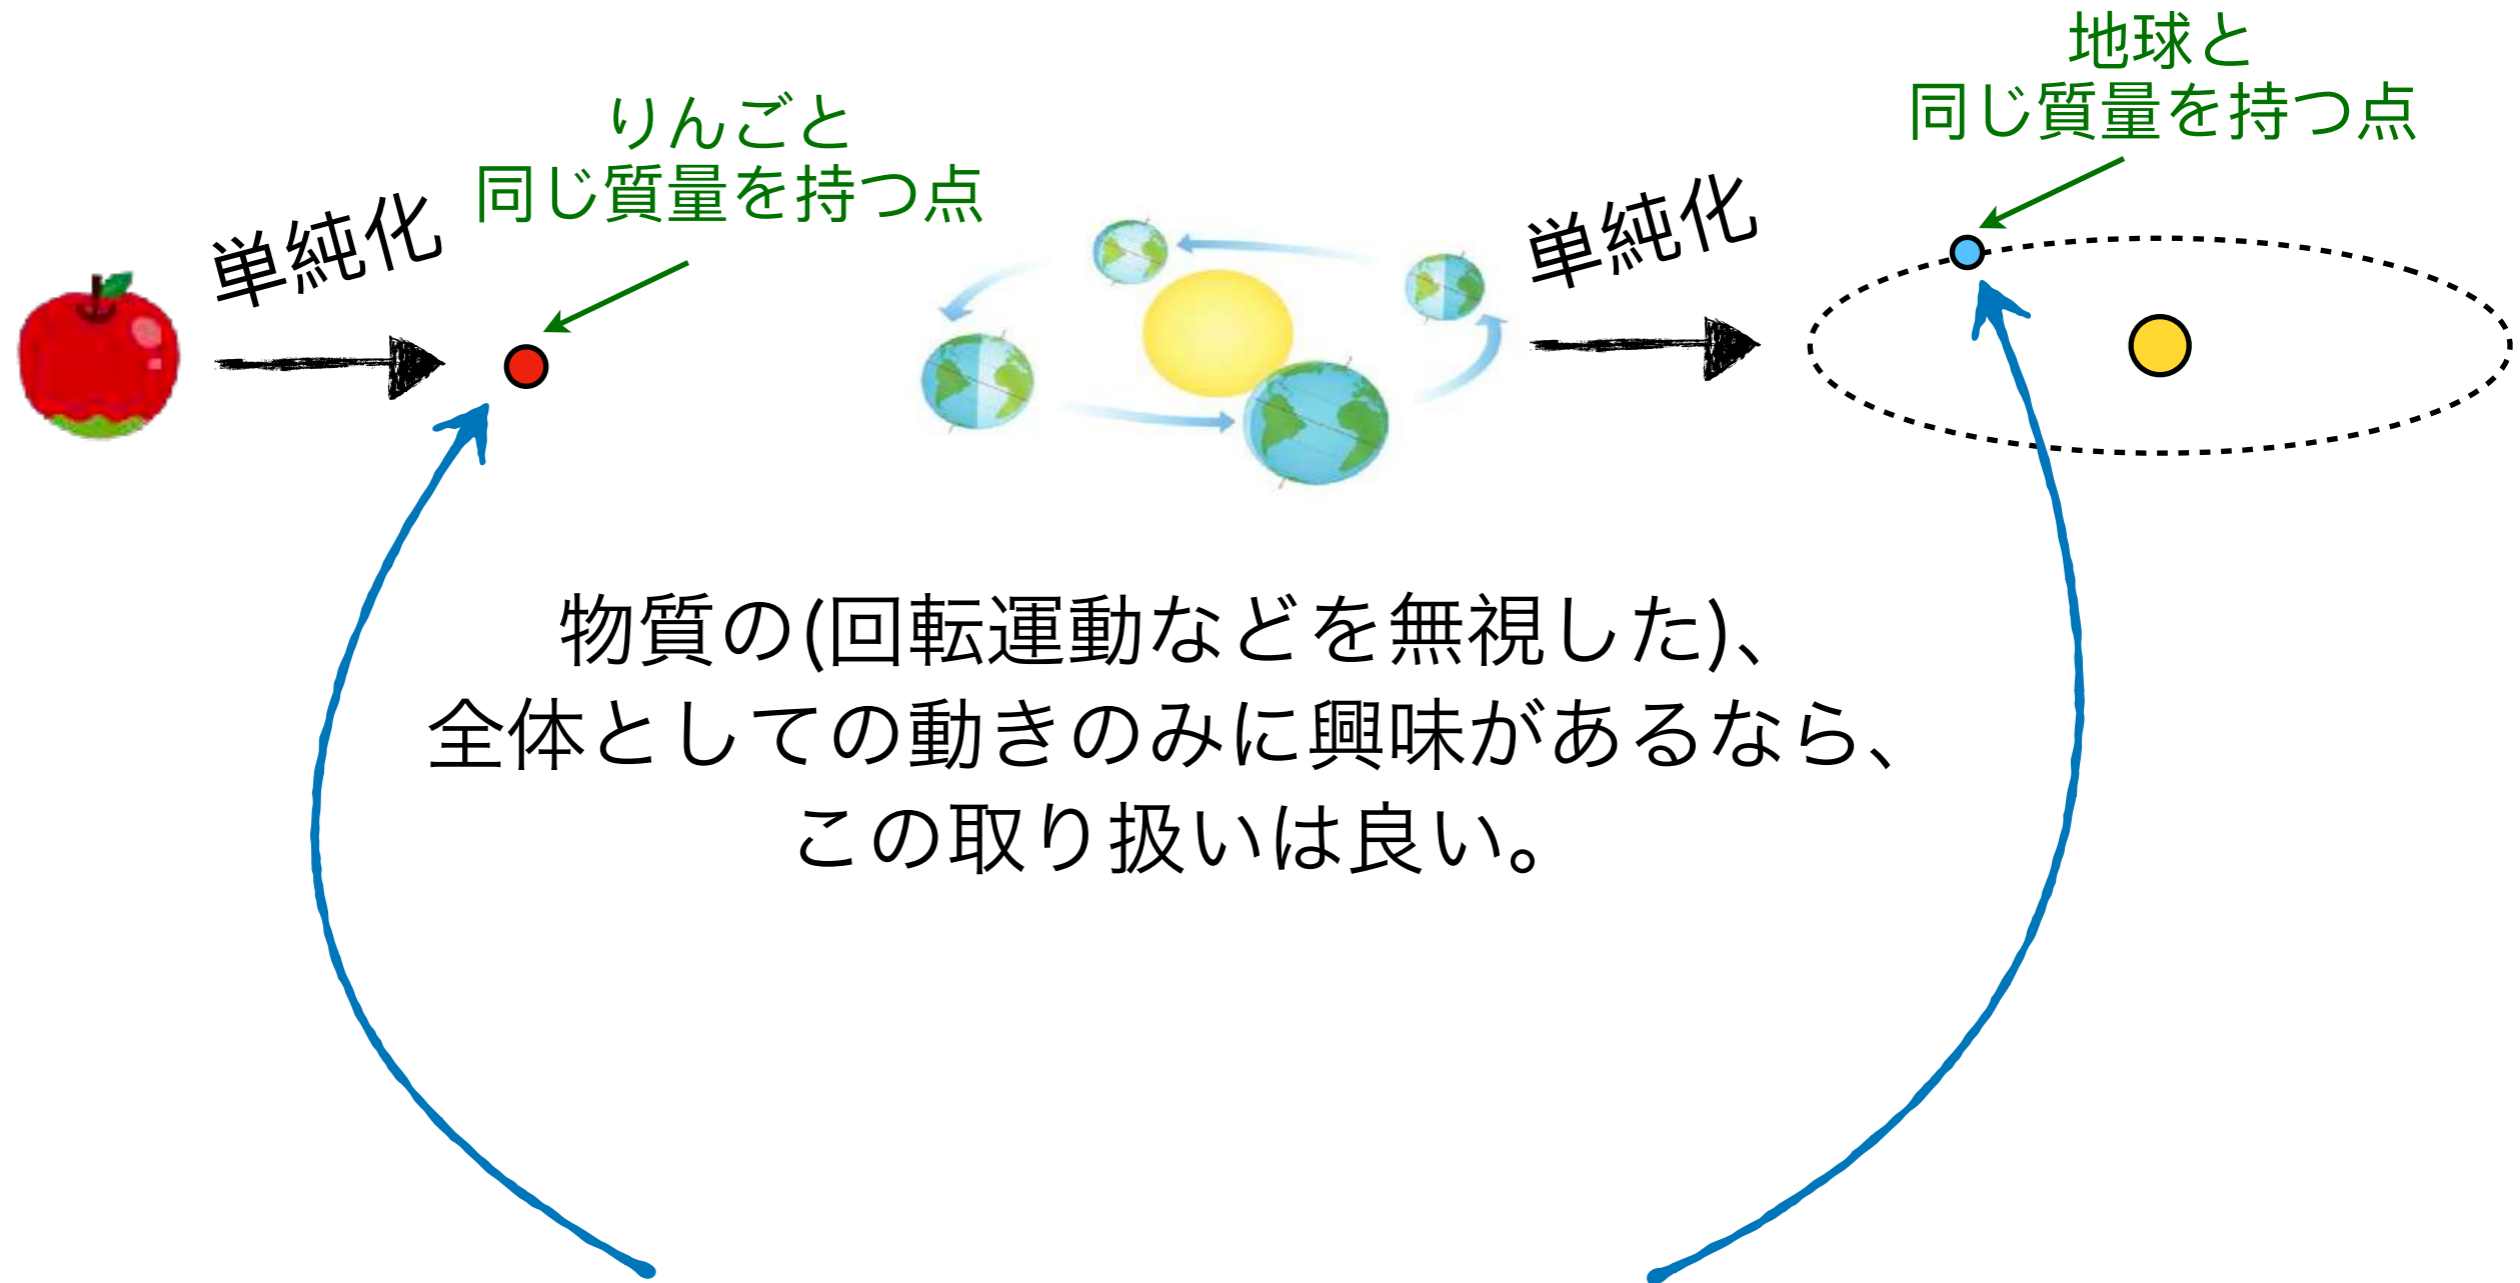 地球と
同じ質量を持つ点
りんごと
同じ質量を持つ点
単純化
単純化
物質の(回転運動などを無視した)、
全体としての動きのみに興味があるなら、
この取り扱いは良い。